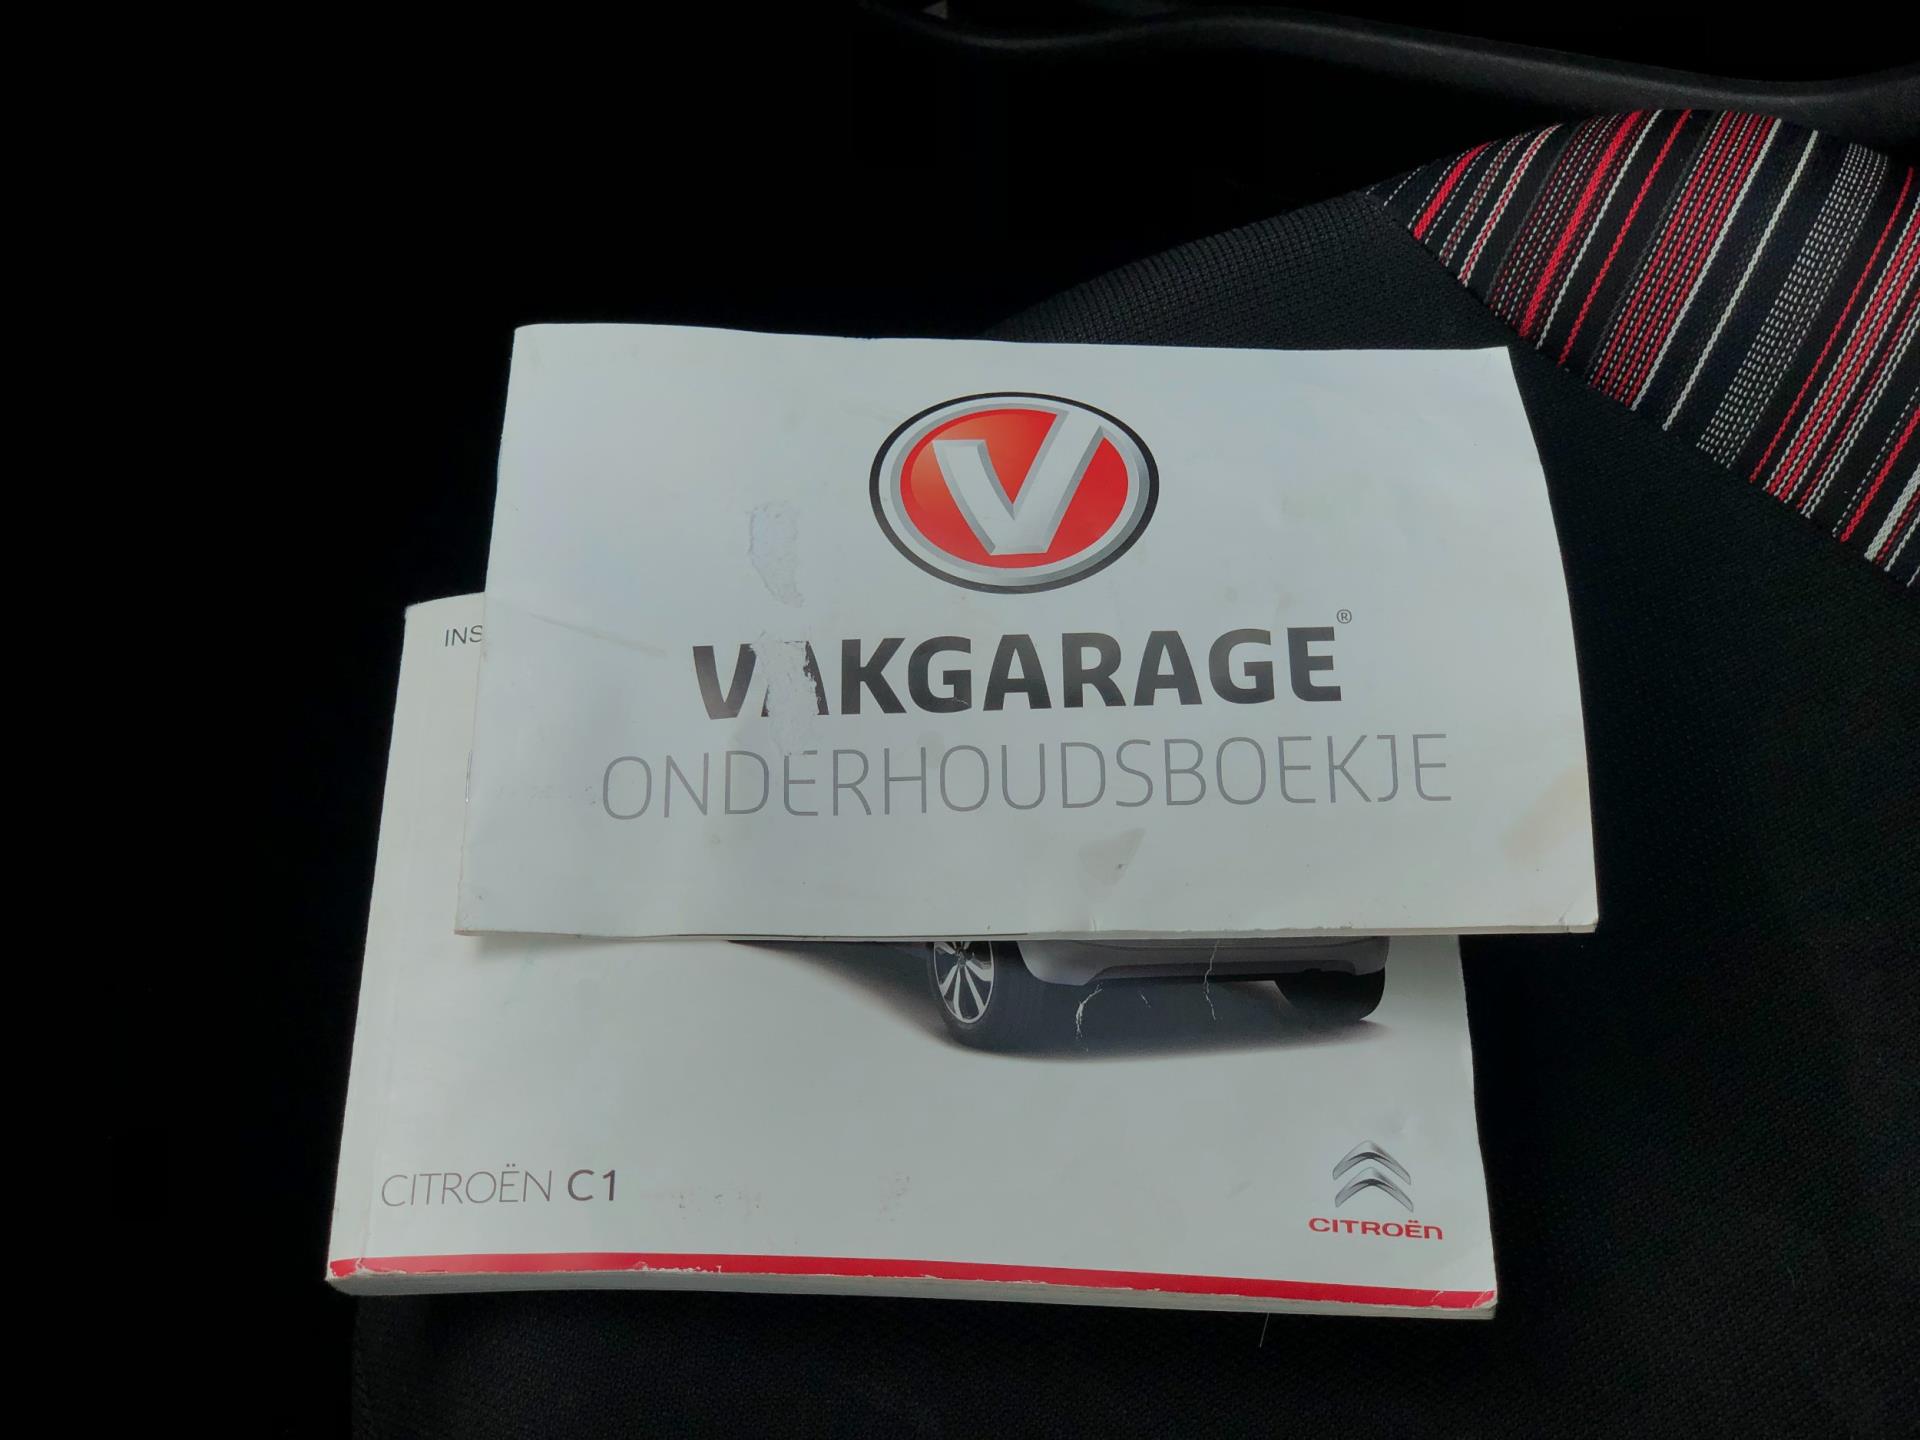 V
VAKGARAGE®
ONDERHOUDSBOEKJE
INS
CITROËN C1
CITROËN